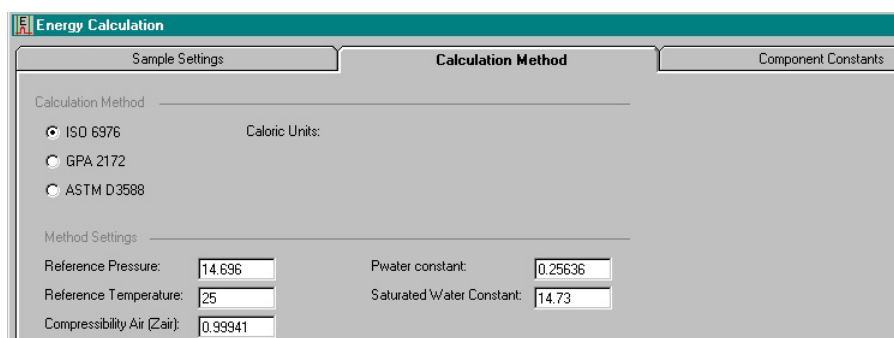 Energy Calculation
Sample Settings Calculation Method Component Constants
Calculation Method
ISO 6976 Caloric Units:
GPA 2172
ASTM D3588
Method Settings
Reference Pressure: 14.696 Pwater constant: 0.25636
Reference Temperature: 25 Saturated Water Constant: 14.73
Compressibility Air (Zair): 0.99941